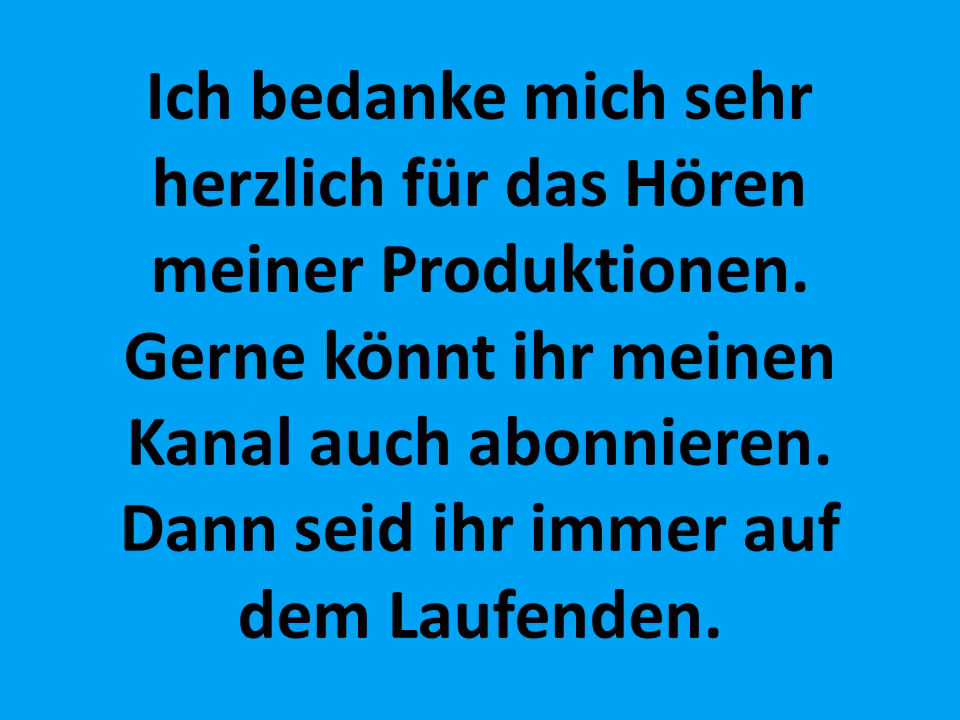 Ich bedanke mich sehr
herzlich für das Hören
meiner Produktionen.
Gerne könnt ihr meinen
Kanal auch abonnieren.
Dann seid ihr immer auf
dem Laufenden.